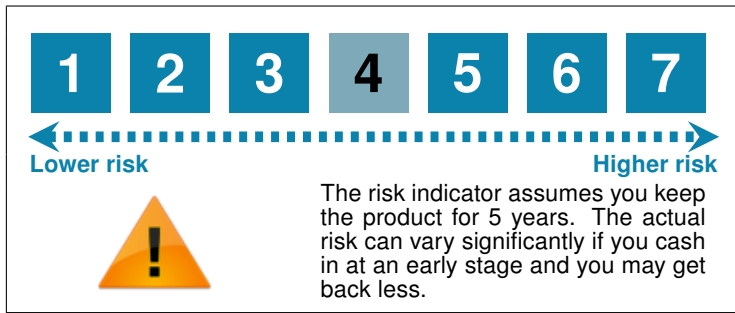 1 2 3 4 5 6 7
Lower risk Higher risk
The risk indicator assumes you keep
the product for 5 years. The actual
risk can vary significantly if you cash
in at an early stage and you may get
back less.